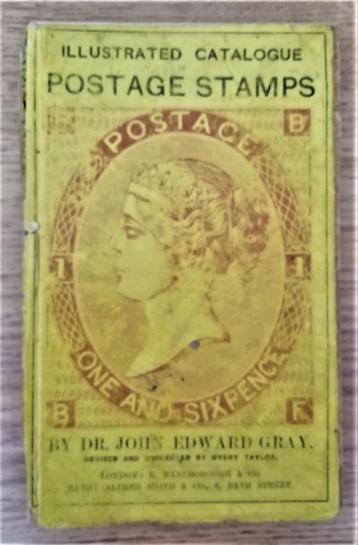 ILLUSTRATED CATALOGUE
POSTAGE STAMPS
B
POSTAGE
1 1
ONE AND SIXPENCE
B F
BY DR. JOHN EDWARD GRAY.
REVISED AND CORRECTED BY OVERY TAYLOR.
LONDON: E. MARLBOROUGH & CO.
BATH: ALFRED SMITH & CO., 6, BATH STREET.